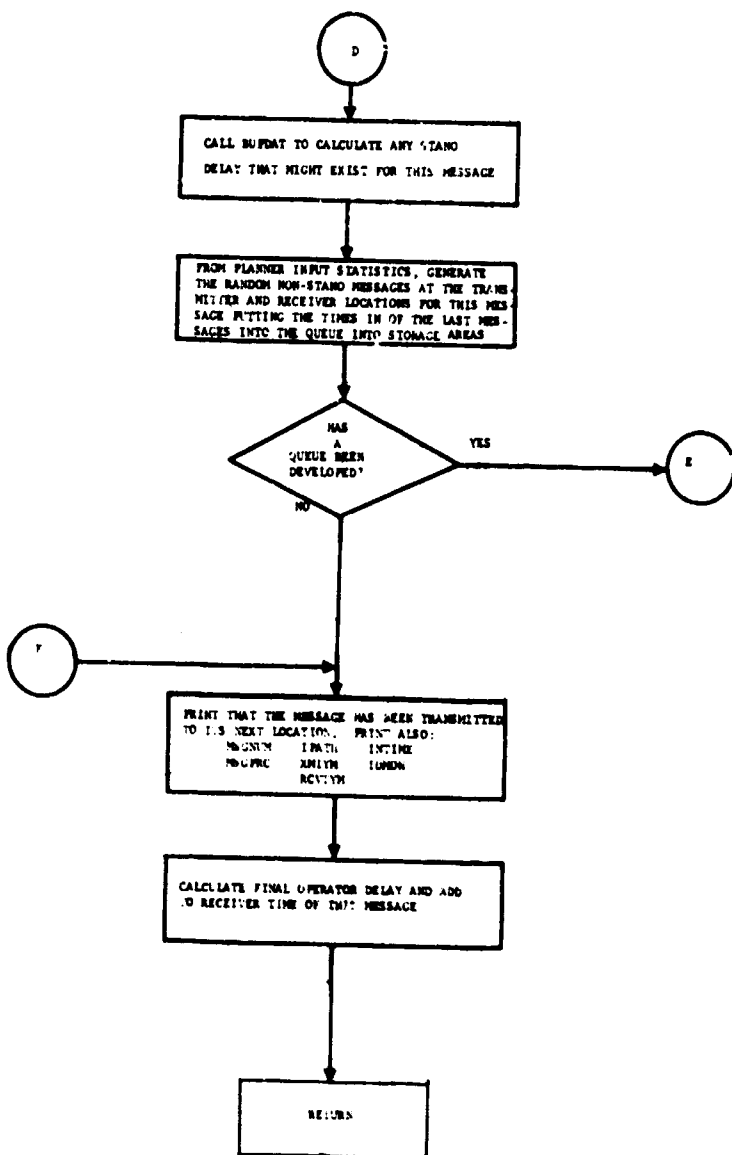 D
CALL BUFDAT TO CALCULATE ANY STANO
DELAY THAT MIGHT EXIST FOR THIS MESSAGE
FROM PLANNER INPUT STATISTICS, GENERATE
THE RANDOM NON-STANO MESSAGES AT THE TRANS-
MITTER AND RECEIVER LOCATIONS FOR THIS MES-
SAGE PUTTING THE TIMES IN OF THE LAST MES-
SAGES INTO THE QUEUE INTO STORAGE AREAS
HAS
A
QUEUE BEEN
DEVELOPED?
YES
E
NO
F
PRINT THAT THE MESSAGE HAS BEEN TRANSMITTED
TO ITS NEXT LOCATION. PRINT ALSO:
MSGNUM IPATH INTIME
MSGPRC
CALCULATE FINAL OPERATOR DELAY AND ADD
TO RECEIVER TIME OF THIS MESSAGE
RETURN